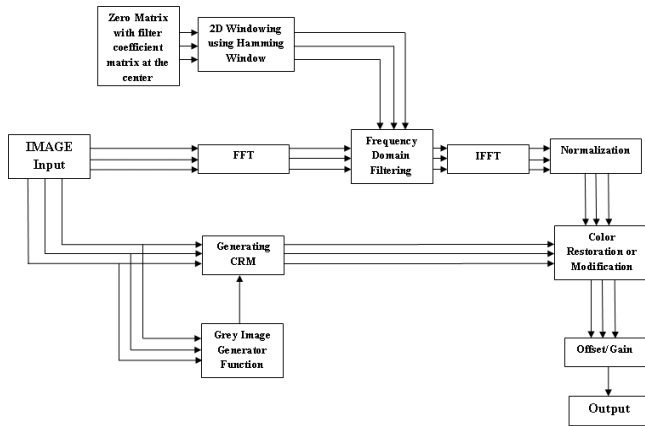 Zero Matrix
with filter
coefficient
matrix at the
center
2D Windowing
using Hamming
Window
IMAGE
Input
FFT
Frequency
Domain
Filtering
IFFT
Normalization
Generating
CRM
Color
Restoration or
Modification
Grey Image
Generator
Function
Offset/Gain
Output